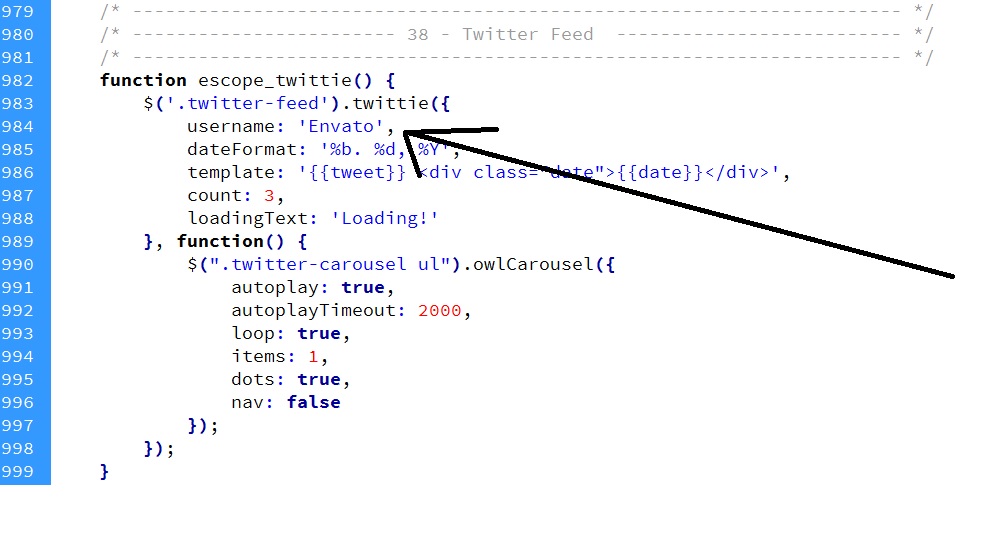 979 /* ---------------------------------------------------------------------- */
980 /* ------------------------ 38 - Twitter Feed -------------------------- */
981 /* ---------------------------------------------------------------------- */
982 function escope_twittie() {
983 $('.twitter-feed').twittie({
984 username: 'Envato',
985 dateFormat: '%b. %d, %Y',
986 template: '{{tweet}} <div class="date">{{date}}</div>',
987 count: 3,
988 loadingText: 'Loading!'
989 }, function() {
990 $(".twitter-carousel ul").owlCarousel({
991 autoplay: true,
992 autoplayTimeout: 2000,
993 loop: true,
994 items: 1,
995 dots: true,
996 nav: false
997 });
998 });
999 }